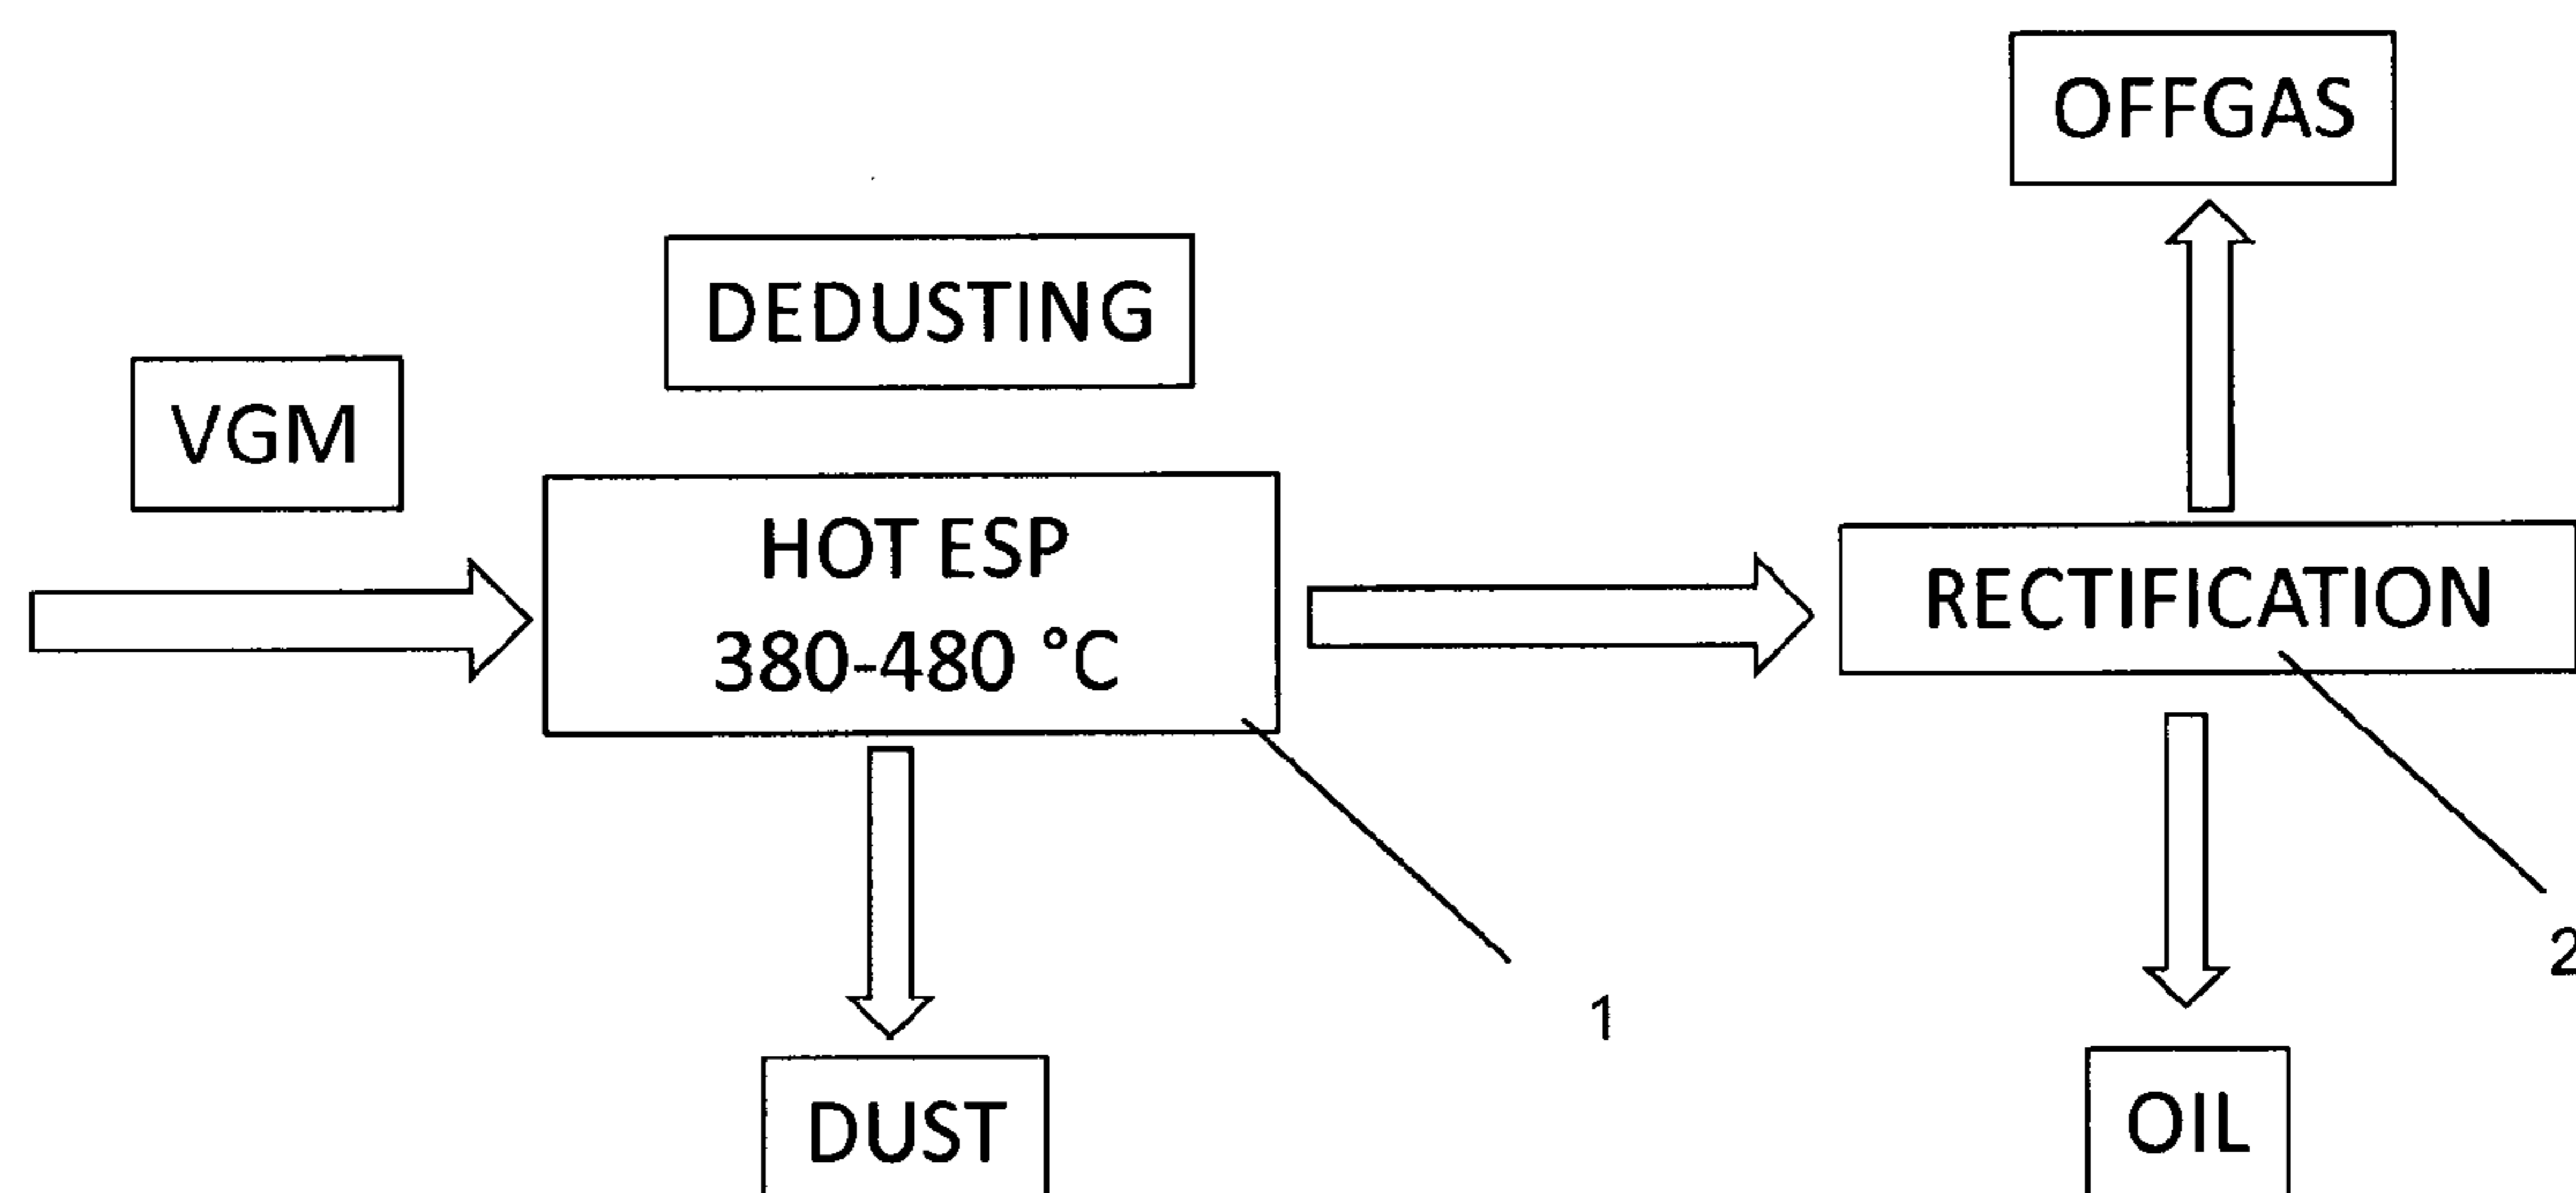 OFFGAS
DEDUSTING
VGM
HOT ESP
380-480 °C
RECTIFICATION
2
1
DUST
OIL